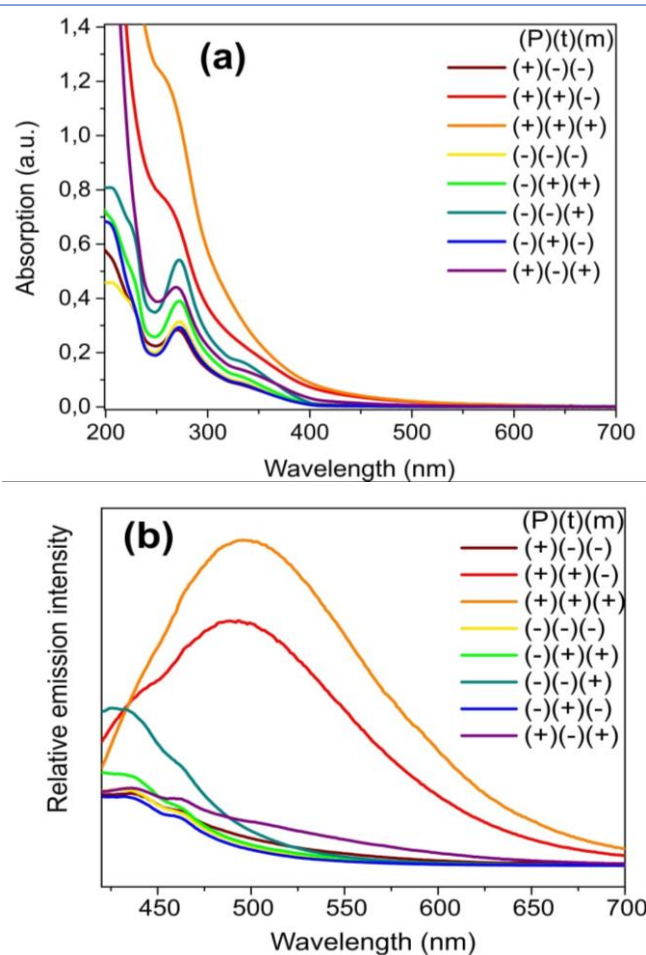 (a)
(P)(t)(m)
(+)(-)(-)
(+)(+)(-)
(+)(+)(+)
(-)(-)(-)
(-)(+)(+)
(-)(-)(+)
(-)(+)(-)
(+)(-)(+)
Absorption (a.u.)
1,4
1,2
1,0
0,8
0,6
0,4
0,2
0,0
200 300 400 500 600 700
Wavelength (nm)
(b)
(P)(t)(m)
(+)(-)(-)
(+)(+)(-)
(+)(+)(+)
(-)(-)(-)
(-)(+)(+)
(-)(-)(+)
(-)(+)(-)
(+)(-)(+)
Relative emission intensity
450 500 550 600 650 700
Wavelength (nm)